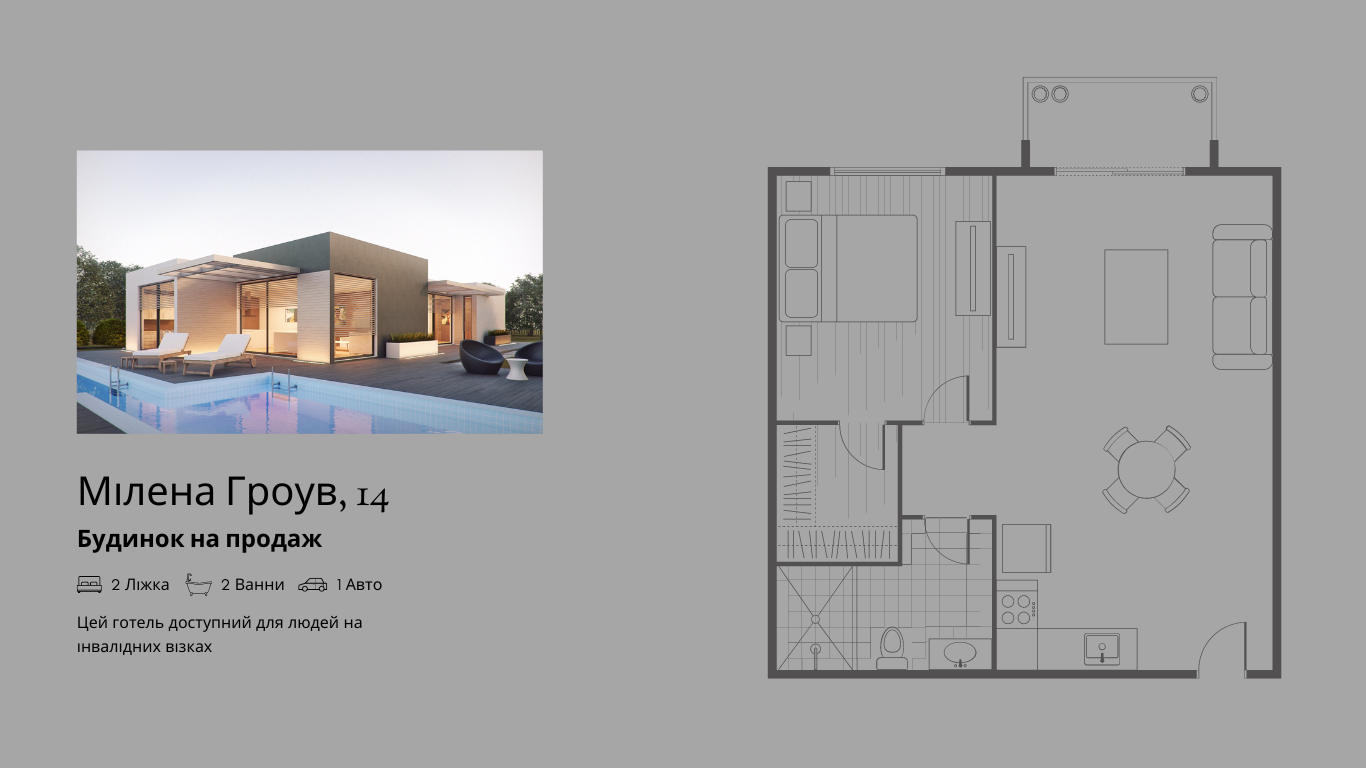 Мілена Гроув, 14
Будинок на продаж
2 Ліжка 2 Ванни 1 Авто
Цей готель доступний для людей на
інвалідних візках